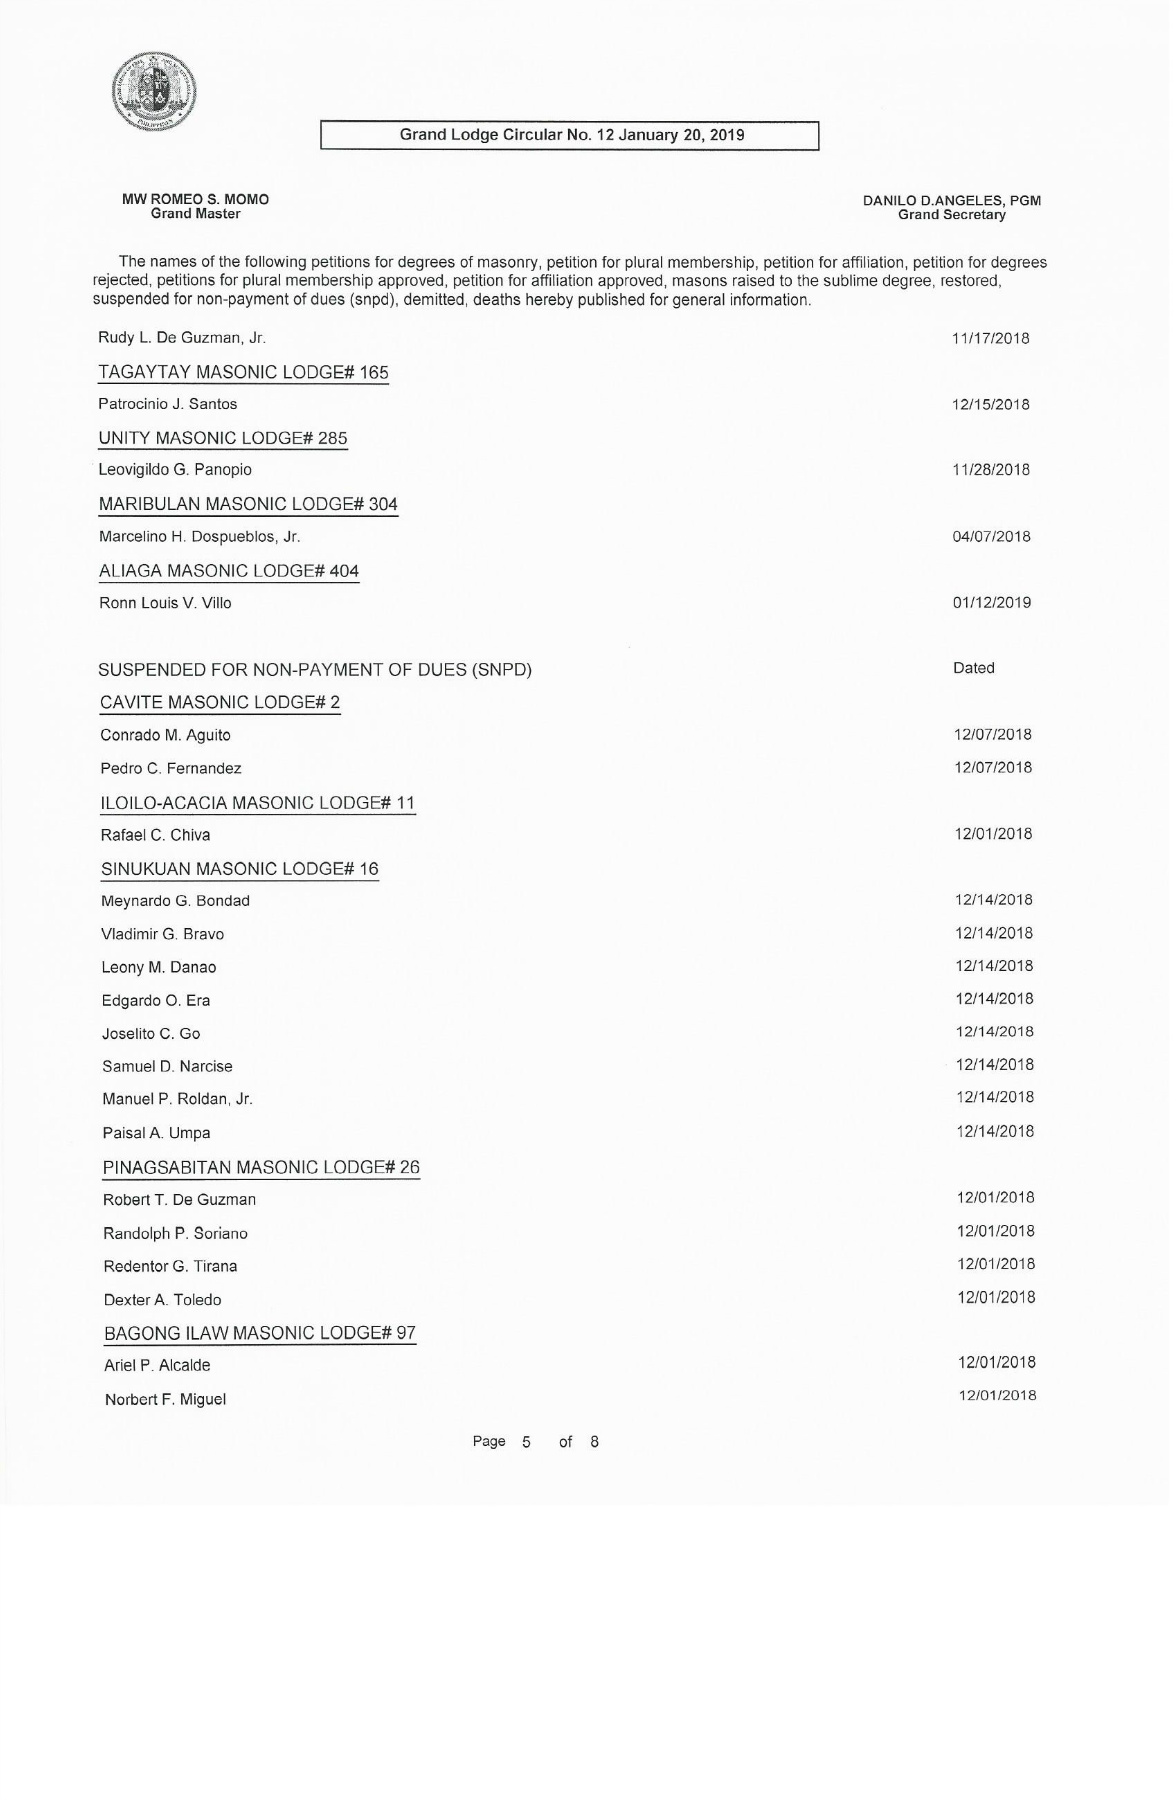 Grand Lodge Circular No. 12 January 20, 2019
MW ROMEO S. MOMO
Grand Master
DANILO D.ANGELES, PGM
Grand Secretary
The names of the following petitions for degrees of masonry, petition for plural membership, petition for affiliation, petition for degrees
rejected, petitions for plural membership approved, petition for affiliation approved, masons raised to the sublime degree, restored,
suspended for non-payment of dues (snpd), demitted, deaths hereby published for general information.
Rudy L. De Guzman, Jr. 11/17/2018
TAGAYTAY MASONIC LODGE# 165
Patrocinio J. Santos 12/15/2018
UNITY MASONIC LODGE# 285
Leovigildo G. Panopio 11/28/2018
MARIBULAN MASONIC LODGE# 304
Marcelino H. Dospueblos, Jr. 04/07/2018
ALIAGA MASONIC LODGE# 404
Ronn Louis V. Villo 01/12/2019
SUSPENDED FOR NON-PAYMENT OF DUES (SNPD) Dated
CAVITE MASONIC LODGE# 2
Conrado M. Aguito 12/07/2018
Pedro C. Fernandez 12/07/2018
ILOILO-ACACIA MASONIC LODGE# 11
Rafael C. Chiva 12/01/2018
SINUKUAN MASONIC LODGE# 16
Meynardo G. Bondad 12/14/2018
Vladimir G. Bravo 12/14/2018
Leony M. Danao 12/14/2018
Edgardo O. Era 12/14/2018
Joselito C. Go 12/14/2018
Samuel D. Narcise 12/14/2018
Manuel P. Roldan, Jr. 12/14/2018
Paisal A. Umpa 12/14/2018
PINAGSABITAN MASONIC LODGE# 26
Robert T. De Guzman 12/01/2018
Randolph P. Soriano 12/01/2018
Redentor G. Tirana 12/01/2018
Dexter A. Toledo 12/01/2018
BAGONG ILAW MASONIC LODGE# 97
Ariel P. Alcalde 12/01/2018
Norbert F. Miguel 12/01/2018
Page 5 of 8